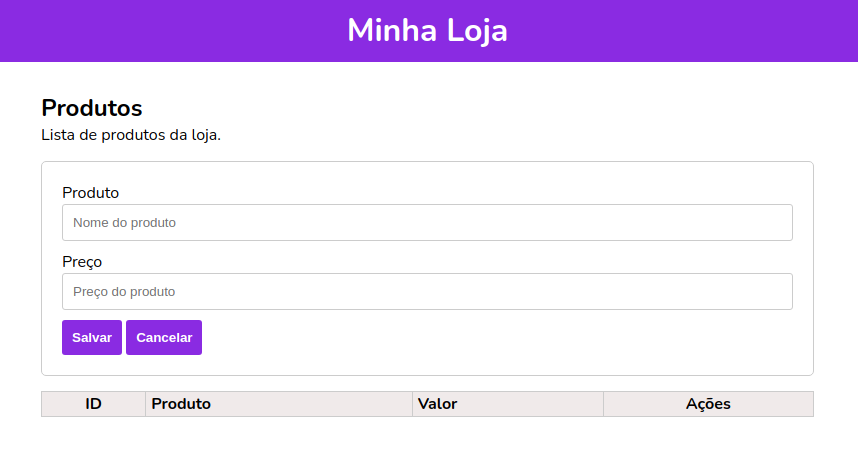 Minha Loja
Produtos
Lista de produtos da loja.
Produto
Nome do produto
Preço
Preço do produto
Salvar Cancelar
ID Produto Valor Ações